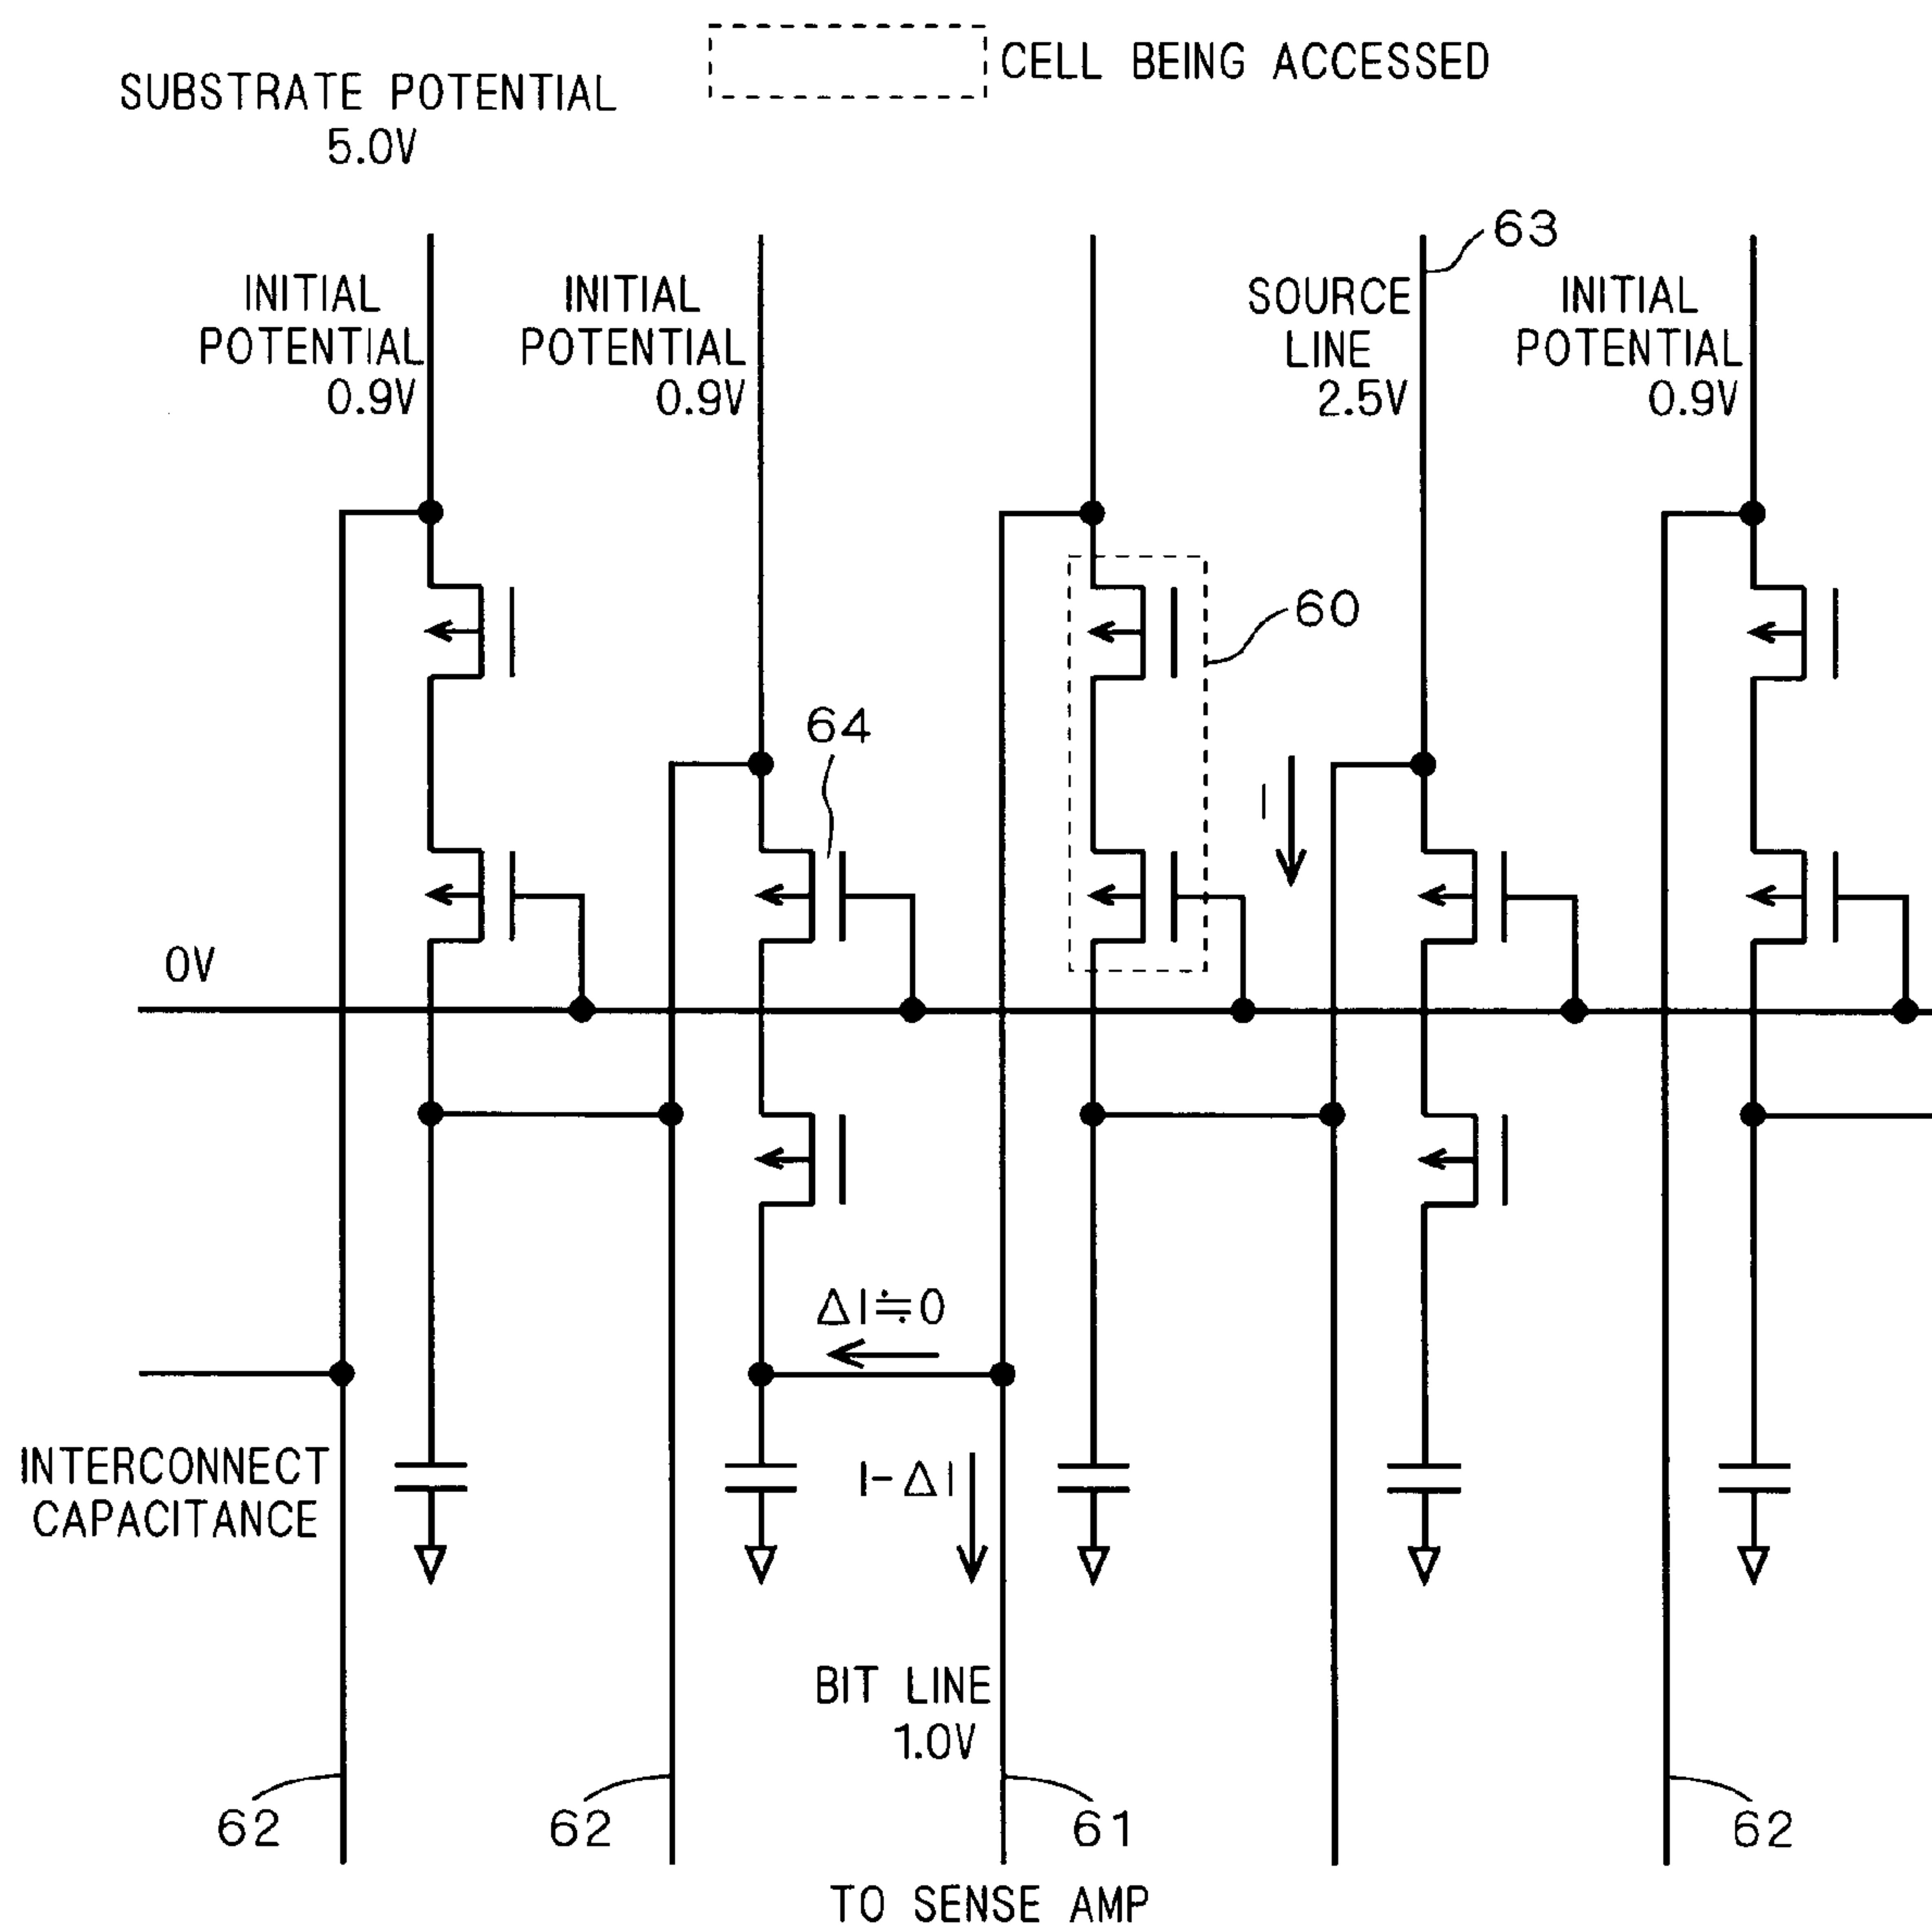 CELL BEING ACCESSED
SUBSTRATE POTENTIAL
5.0V
63
INITIAL
POTENTIAL
0.9V
INITIAL
POTENTIAL
0.9V
SOURCE
LINE
2.5V
INITIAL
POTENTIAL
0.9V
60
64
I
0V
ΔI≒0
INTERCONNECT
CAPACITANCE
I-ΔI
BIT LINE
1.0V
62
62
61
62
TO SENSE AMP